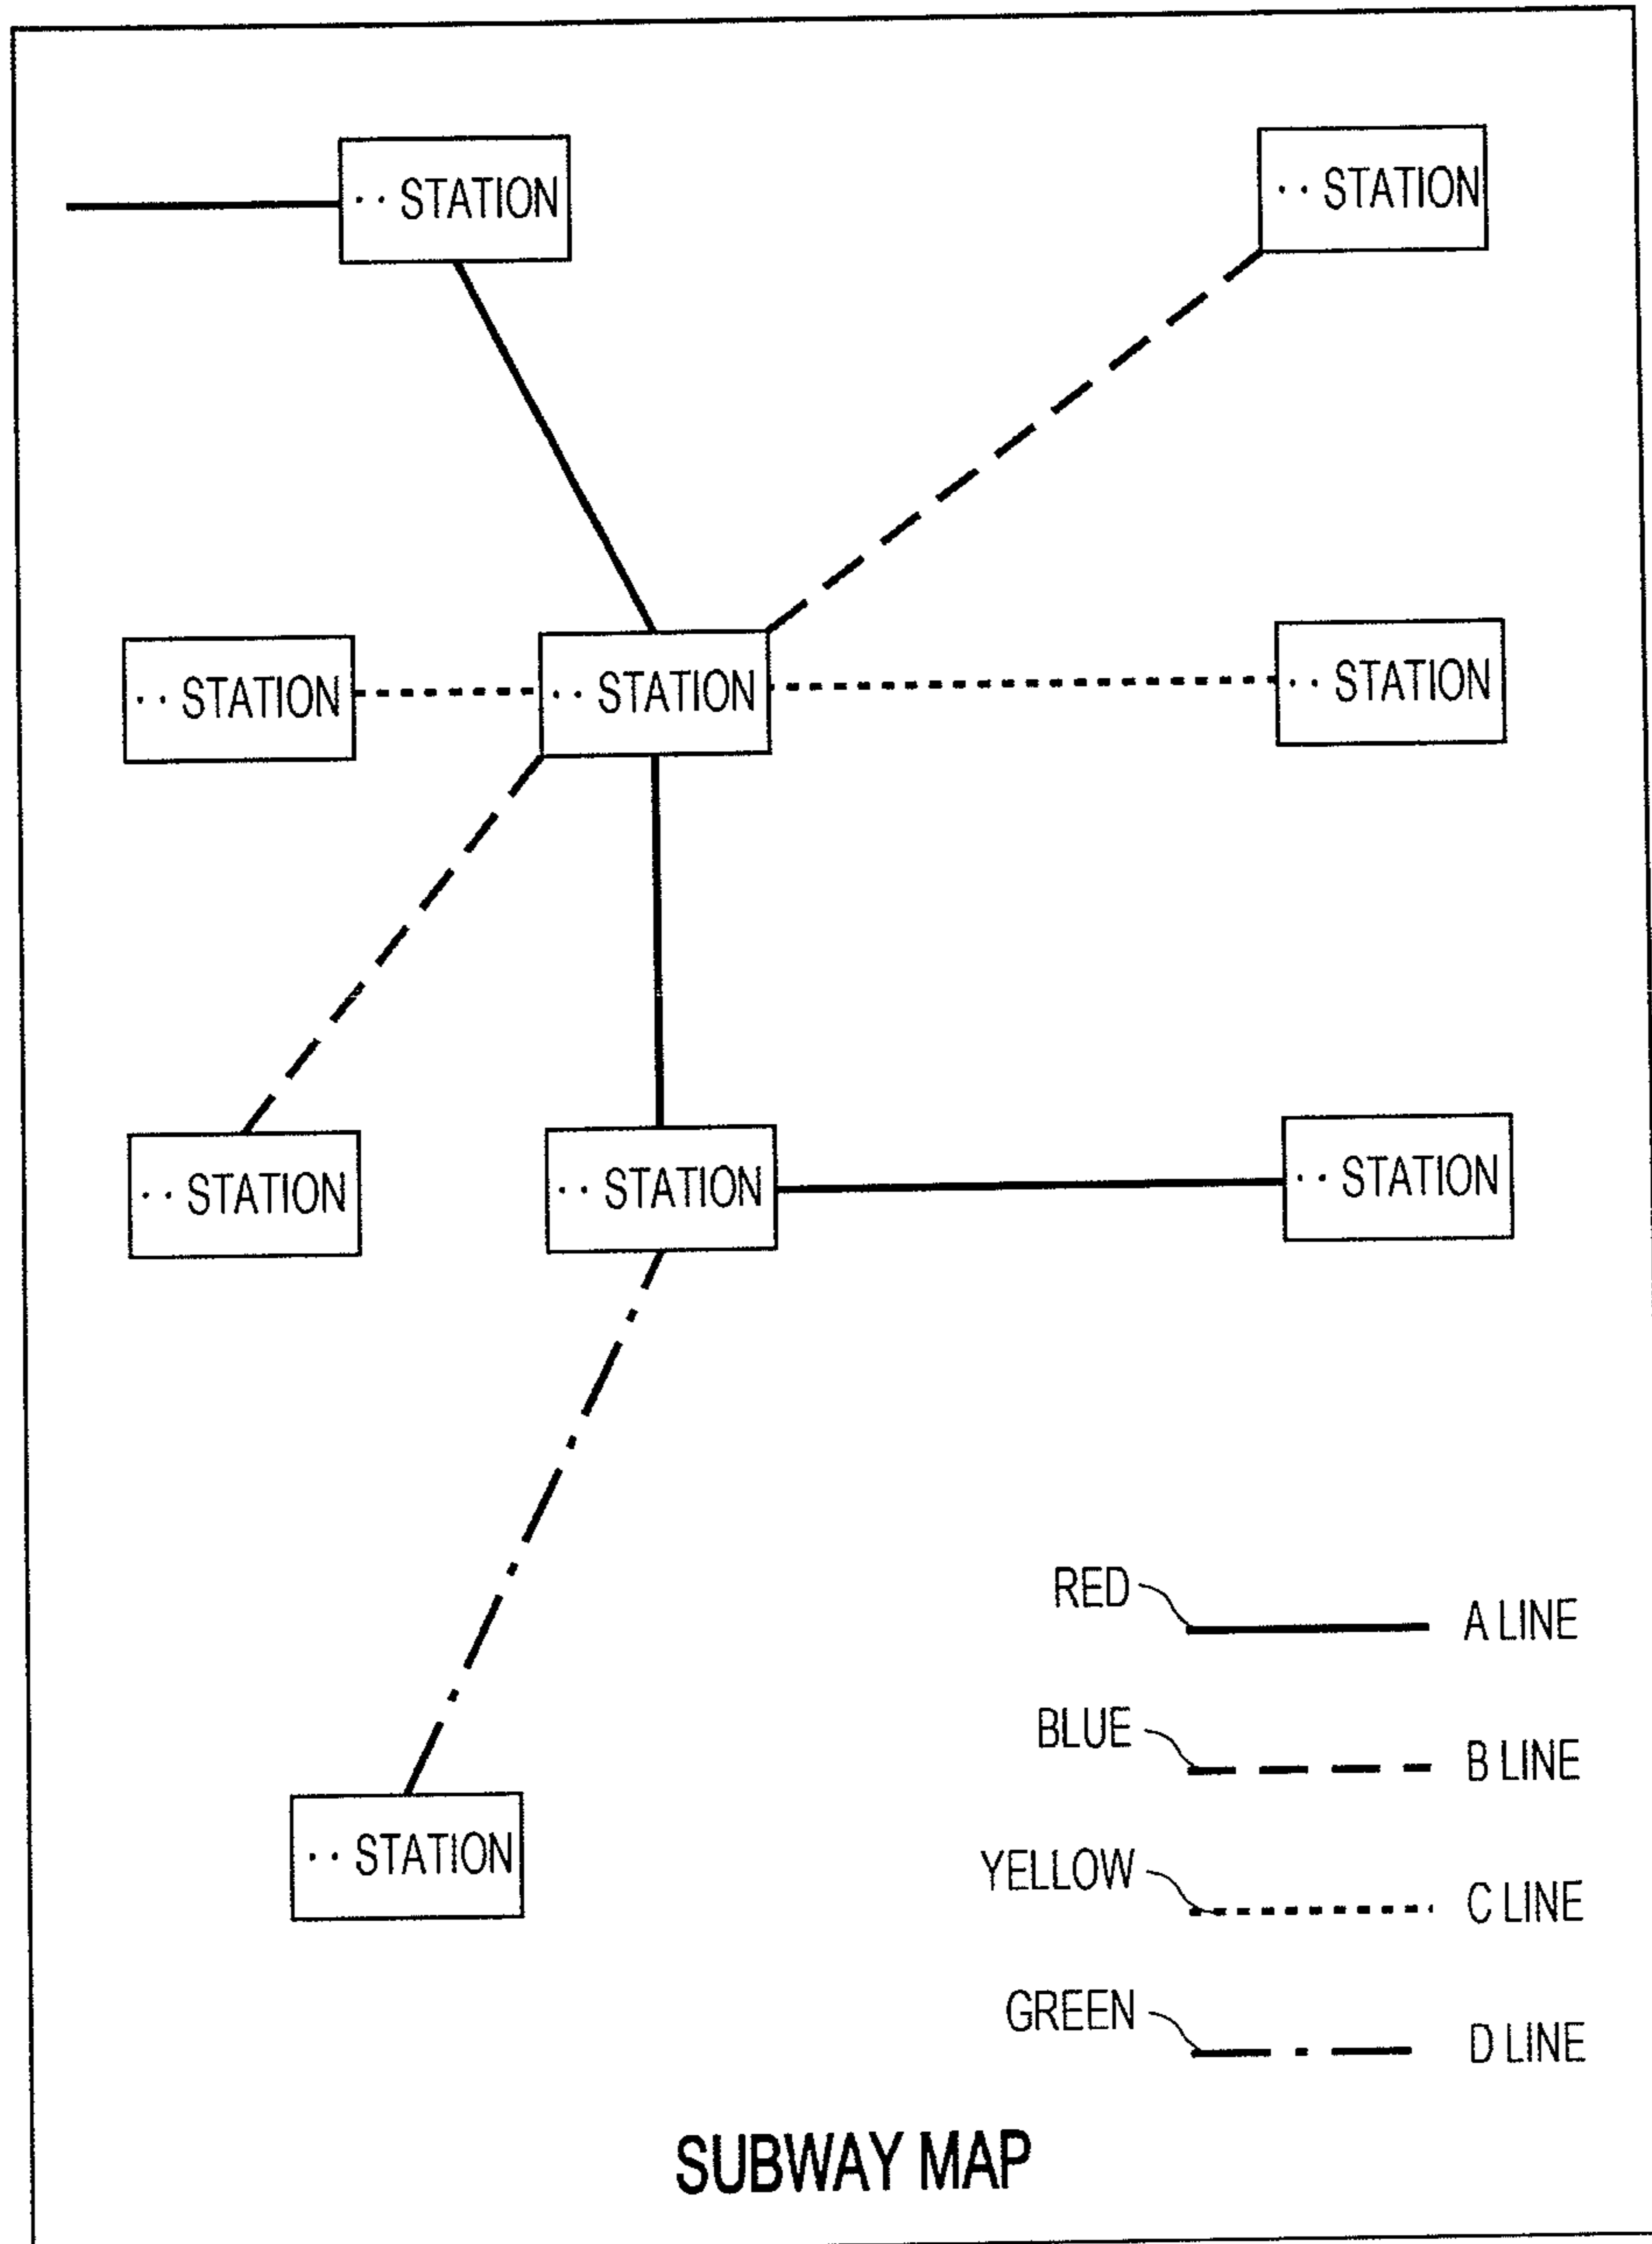 ·· STATION
·· STATION
·· STATION
·· STATION
·· STATION
·· STATION
·· STATION
·· STATION
·· STATION
RED
A LINE
BLUE
B LINE
YELLOW
C LINE
GREEN
D LINE
SUBWAY MAP